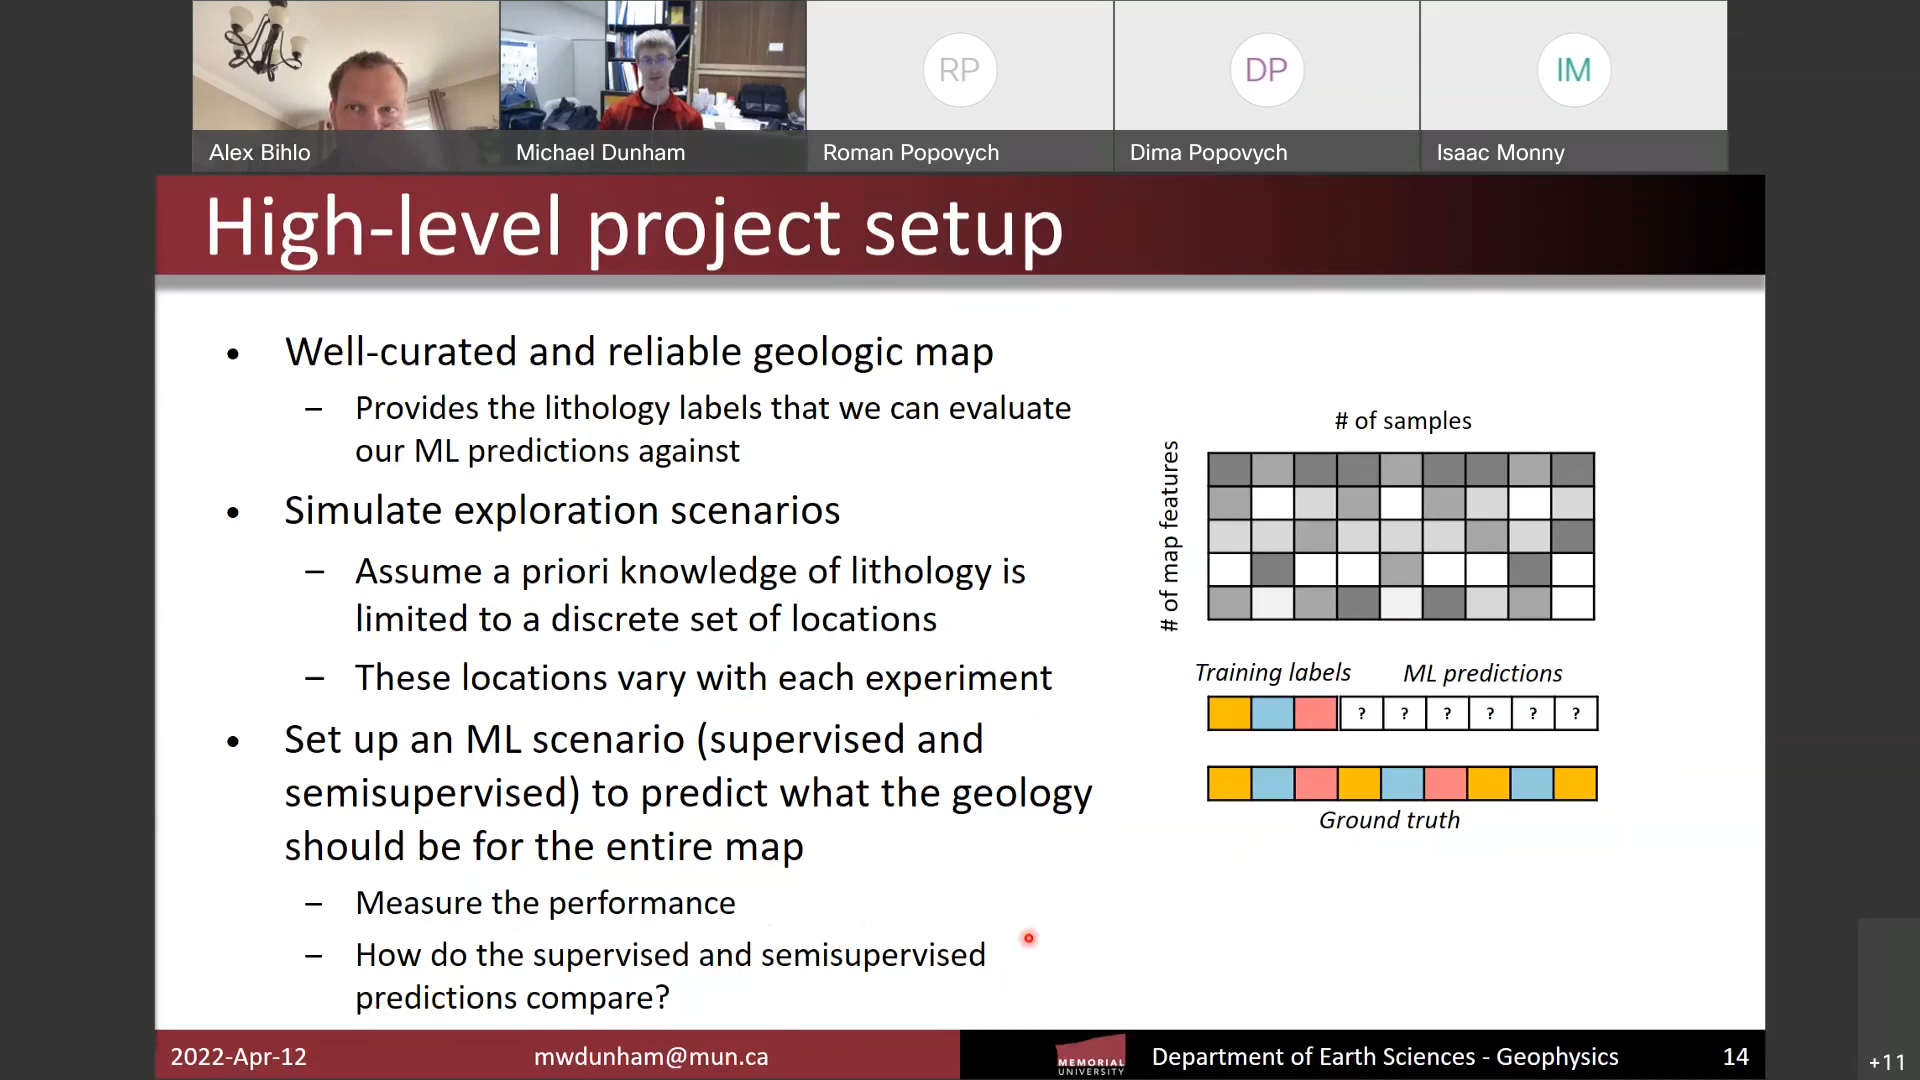 RP
DP
IM
Alex Bihlo
Michael Dunham
Roman Popovych
Dima Popovych
Isaac Monny
High-level project setup
• Well-curated and reliable geologic map
– Provides the lithology labels that we can evaluate
our ML predictions against
• Simulate exploration scenarios
– Assume a priori knowledge of lithology is
limited to a discrete set of locations
– These locations vary with each experiment
• Set up an ML scenario (supervised and
semisupervised) to predict what the geology
should be for the entire map
– Measure the performance
– How do the supervised and semisupervised
predictions compare?
# of samples
# of map features
Training labels
ML predictions
? ? ? ? ? ?
Ground truth
2022-Apr-12
mwdunham@mun.ca
MEMORIAL
UNIVERSITY
Department of Earth Sciences - Geophysics
14
+11